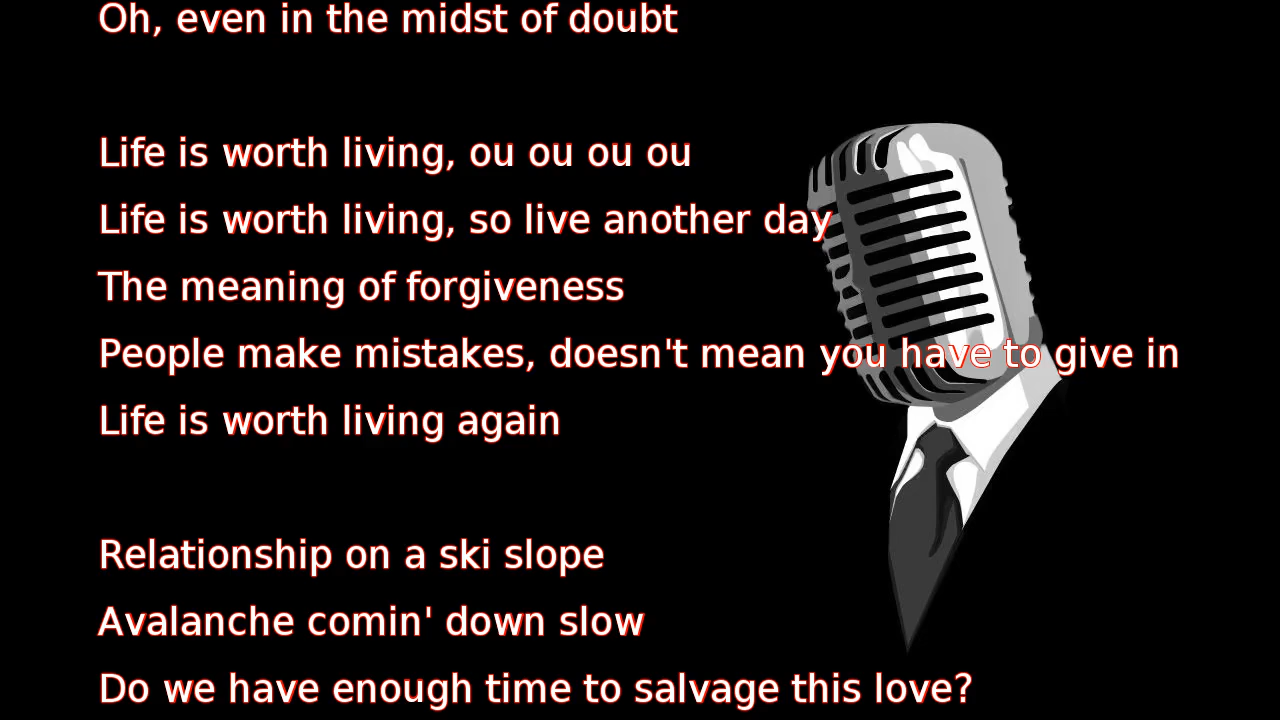 Oh, even in the midst of doubt
Life is worth living, ou ou ou ou
Life is worth living, so live another day
The meaning of forgiveness
People make mistakes, doesn't mean you have to give in
Life is worth living again
Relationship on a ski slope
Avalanche comin' down slow
Do we have enough time to salvage this love?